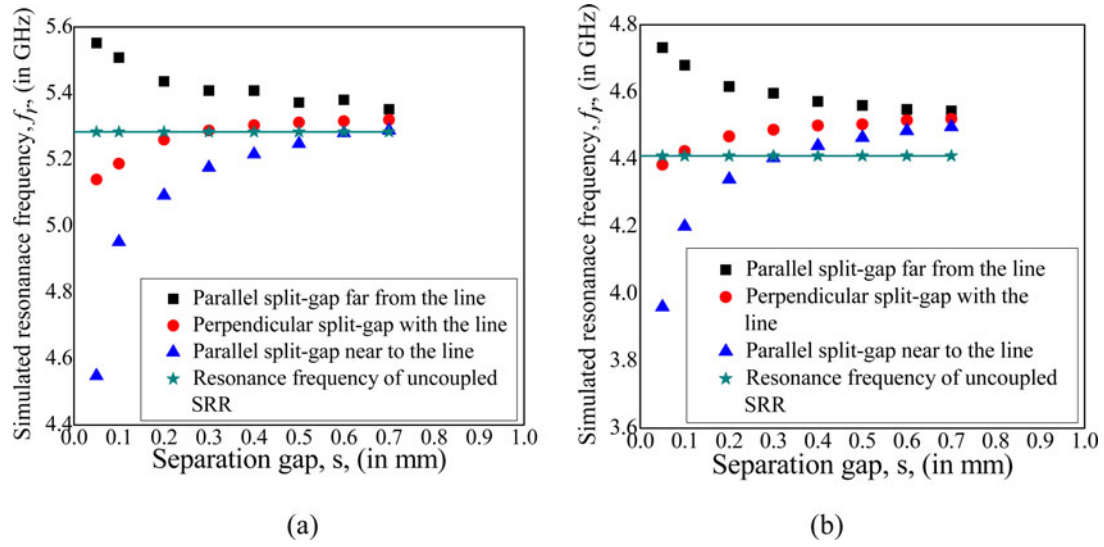 Simulated resonanace frequency, fr, (in GHz)
5.6
5.4
5.2
5.0
4.8
4.6
4.4
Parallel split-gap far from the line
Perpendicular split-gap with the line
Parallel split-gap near to the line
Resonance frequency of uncoupled
SRR
0.0 0.1 0.2 0.3 0.4 0.5 0.6 0.7 0.8 0.9 1.0
Separation gap, s, (in mm)
(a)
Simulated resonanace frequency, fr, (in GHz)
4.8
4.6
4.4
4.2
4.0
3.8
3.6
Parallel split-gap far from the line
Perpendicular split-gap with the
line
Parallel split-gap near to the line
Resonance frequency of uncoupled
SRR
0.0 0.1 0.2 0.3 0.4 0.5 0.6 0.7 0.8 0.9 1.0
Separation gap, s, (in mm)
(b)